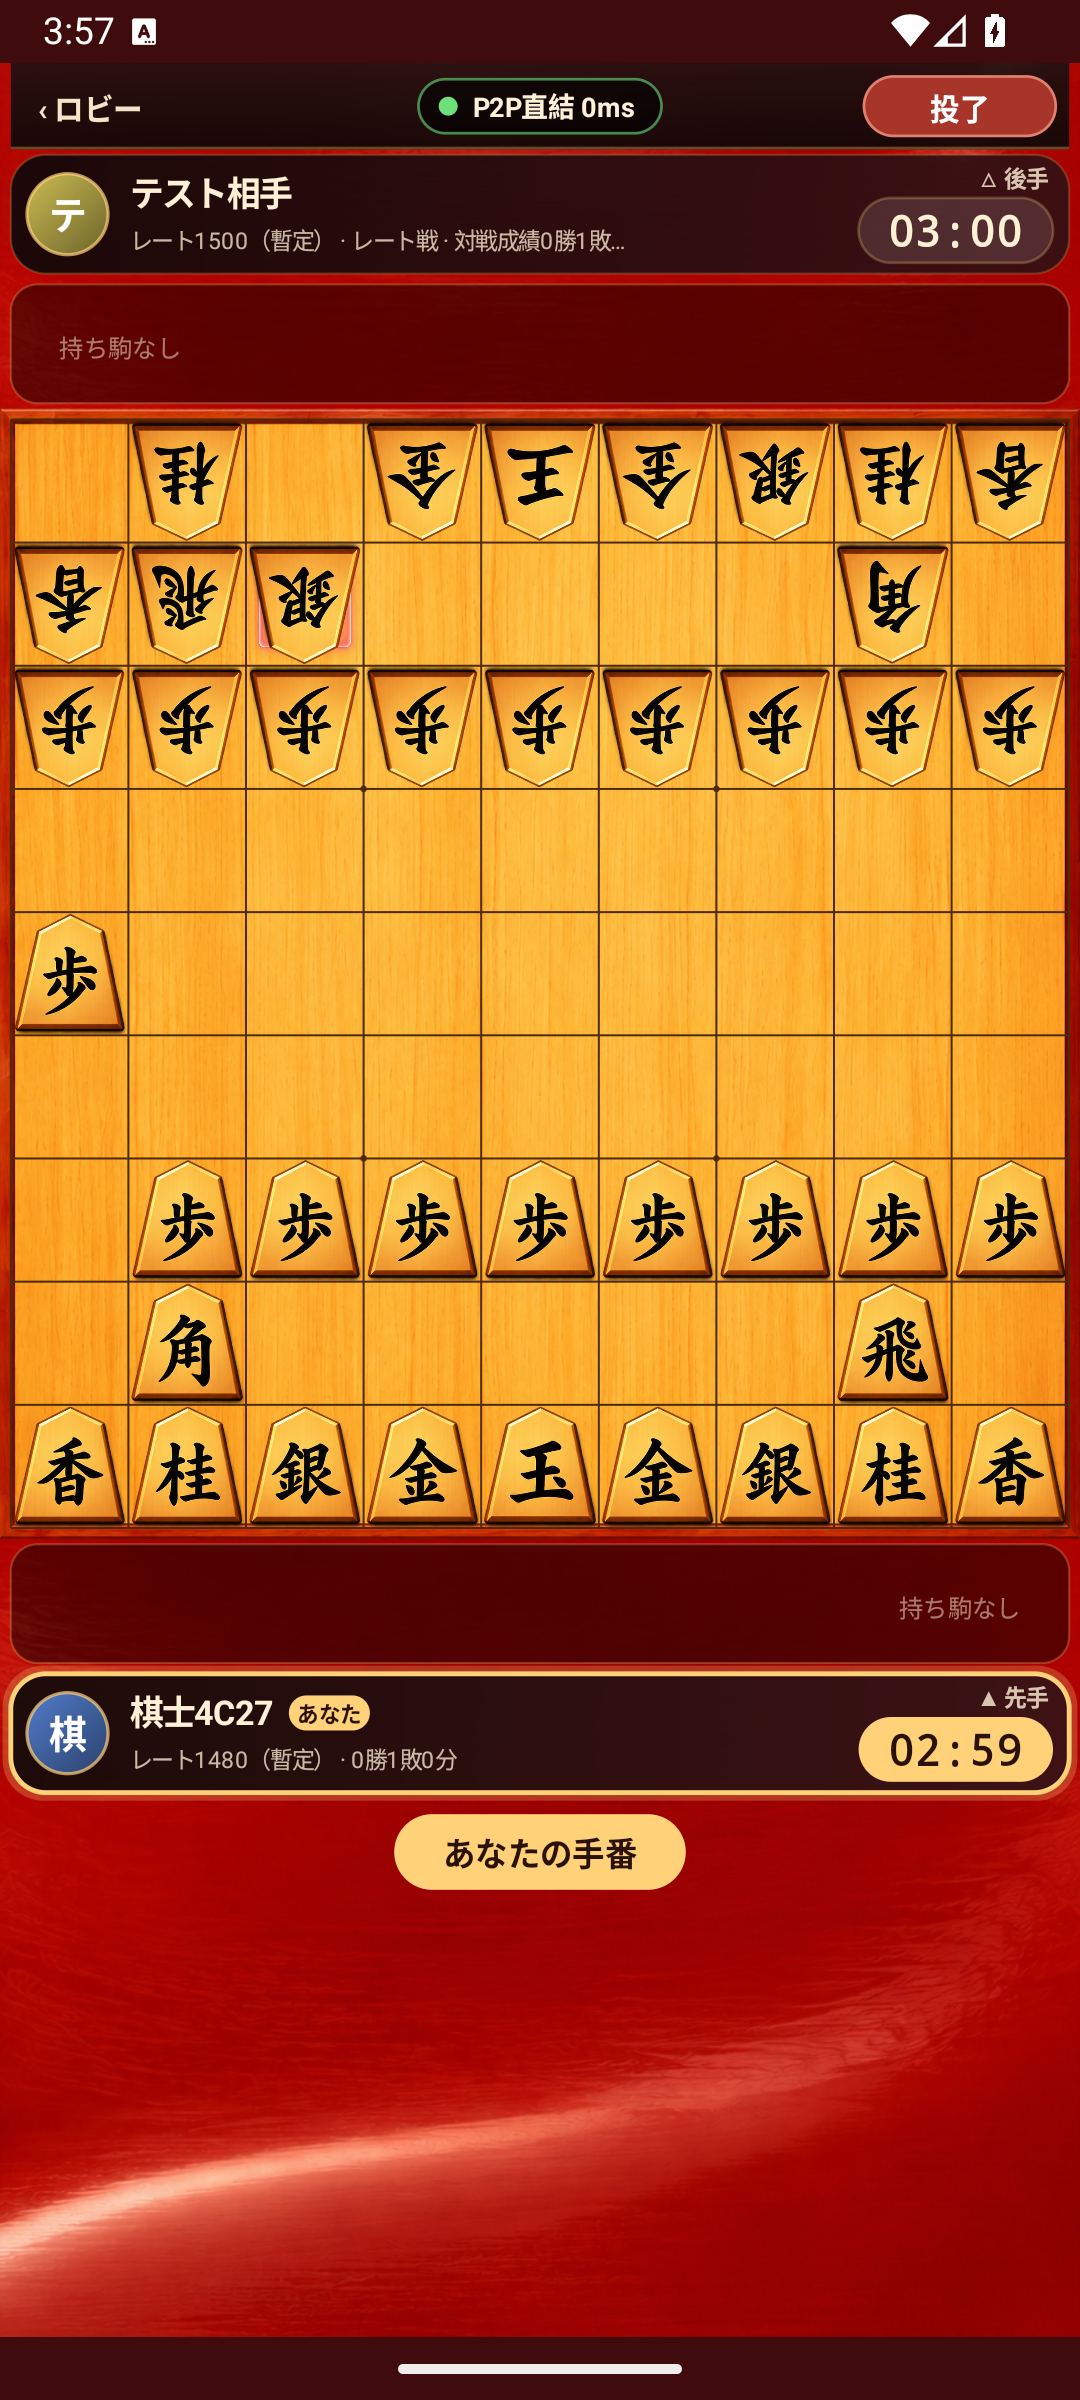 3:57
‹ ロビー
P2P直結 0ms
投了
テ
テスト相手
レート1500（暫定）· レート戦 · 対戦成績0勝1敗…
△ 後手
03:00
持ち駒なし
桂 金 王 金 銀 桂 香
香 飛 銀 角
歩 歩 歩 歩 歩 歩 歩 歩 歩
歩
歩 歩 歩 歩 歩 歩 歩 歩
角 飛
香 桂 銀 金 玉 金 銀 桂 香
持ち駒なし
棋
棋士4C27 あなた
レート1480（暫定）· 0勝1敗0分
▲ 先手
02:59
あなたの手番